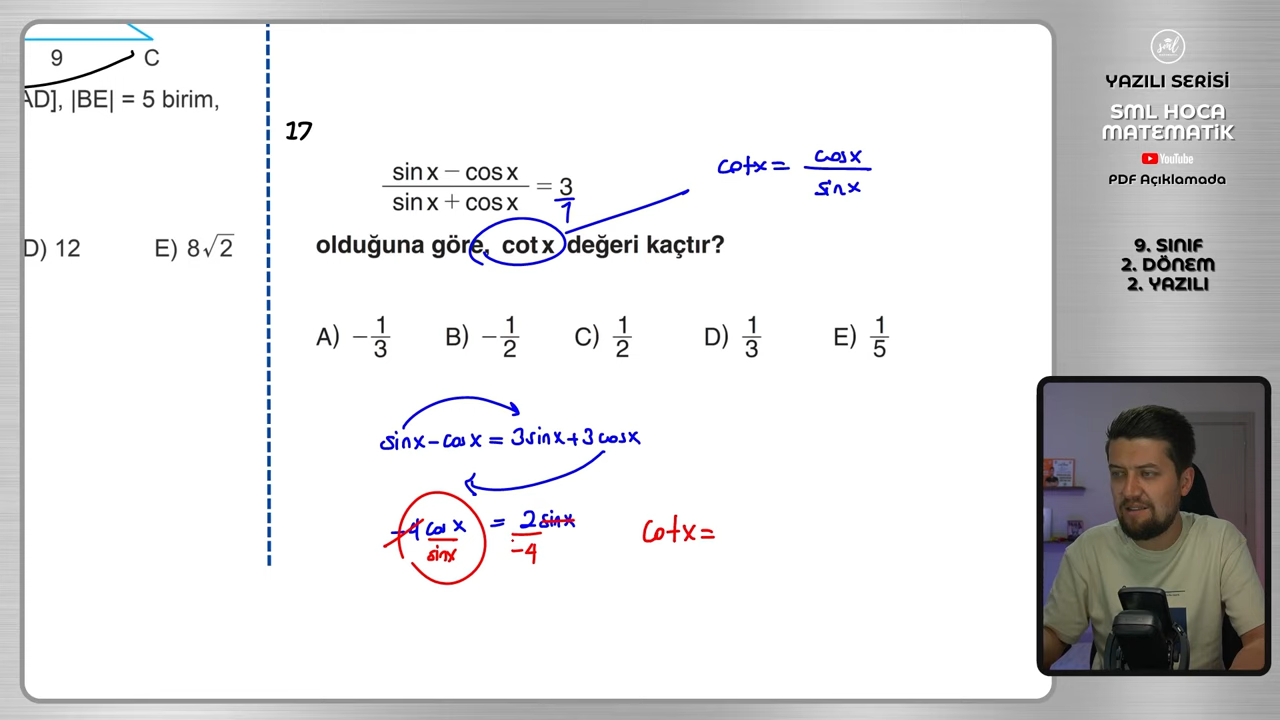 9 C
AD], |BE| = 5 birim,
D) 12 E) 8√2
17
sin x − cos x / sin x + cos x = 3/1
cotx = cosx / sinx
olduğuna göre, cot x değeri kaçtır?
A) −1/3 B) −1/2 C) 1/2 D) 1/3 E) 1/5
sinx − cosx = 3sinx + 3cosx
−4 cosx / sinx = 2 sinx / −4
cotx =
sml
YAZILI SERİSİ
SML HOCA
MATEMATİK
YouTube
PDF Açıklamada
9. SINIF
2. DÖNEM
2. YAZILI